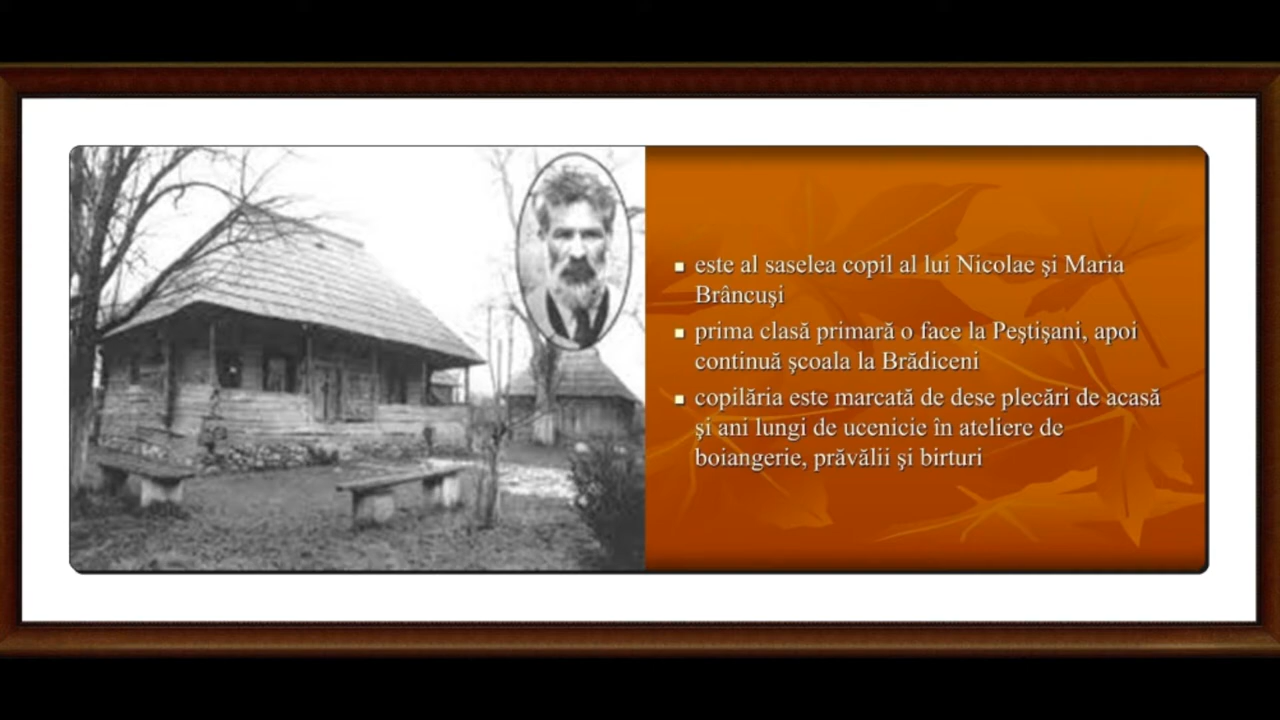 este al saselea copil al lui Nicolae şi Maria
Brâncuşi
prima clasă primară o face la Peştişani, apoi
continuă şcoala la Brădiceni
copilăria este marcată de dese plecări de acasă
şi ani lungi de ucenicie în ateliere de
boiangerie, prăvălii şi birturi